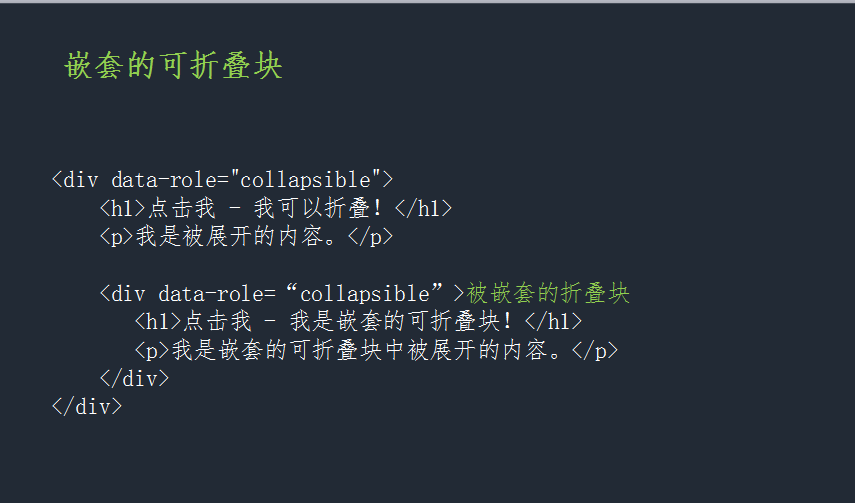 嵌套的可折叠块
<div data-role="collapsible">
<h1>点击我 - 我可以折叠！</h1>
<p>我是被展开的内容。</p>
<div data-role=“collapsible”>被嵌套的折叠块
<h1>点击我 - 我是嵌套的可折叠块！</h1>
<p>我是嵌套的可折叠块中被展开的内容。</p>
</div>
</div>